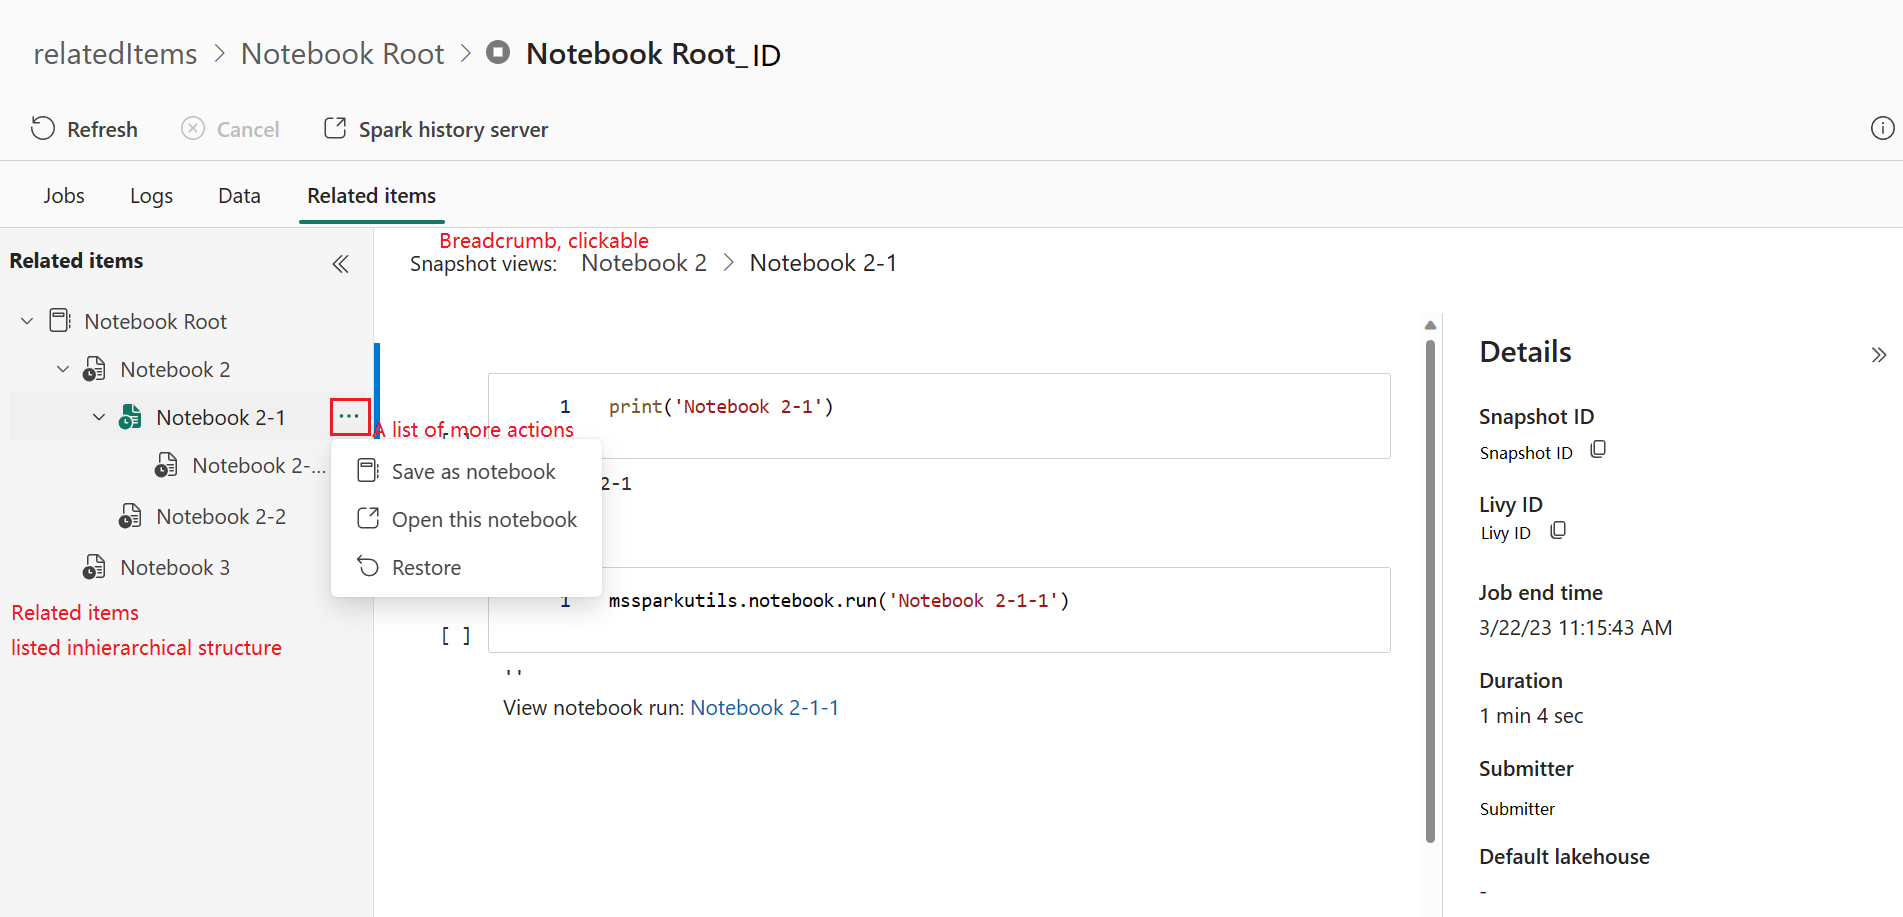 relatedItems > Notebook Root > Notebook Root_ID
Refresh Cancel Spark history server
Jobs Logs Data Related items
Related items
Notebook Root
Notebook 2
Notebook 2-1
Notebook 2-...
Notebook 2-2
Notebook 3
Related items
listed inhierarchical structure
Breadcrumb, clickable
Snapshot views: Notebook 2 > Notebook 2-1
A list of more actions
Save as notebook
Open this notebook
Restore
1 print('Notebook 2-1')
2-1
1 mssparkutils.notebook.run('Notebook 2-1-1')
[ ]
''
View notebook run: Notebook 2-1-1
Details
Snapshot ID
Snapshot ID
Livy ID
Livy ID
Job end time
3/22/23 11:15:43 AM
Duration
1 min 4 sec
Submitter
Submitter
Default lakehouse
-